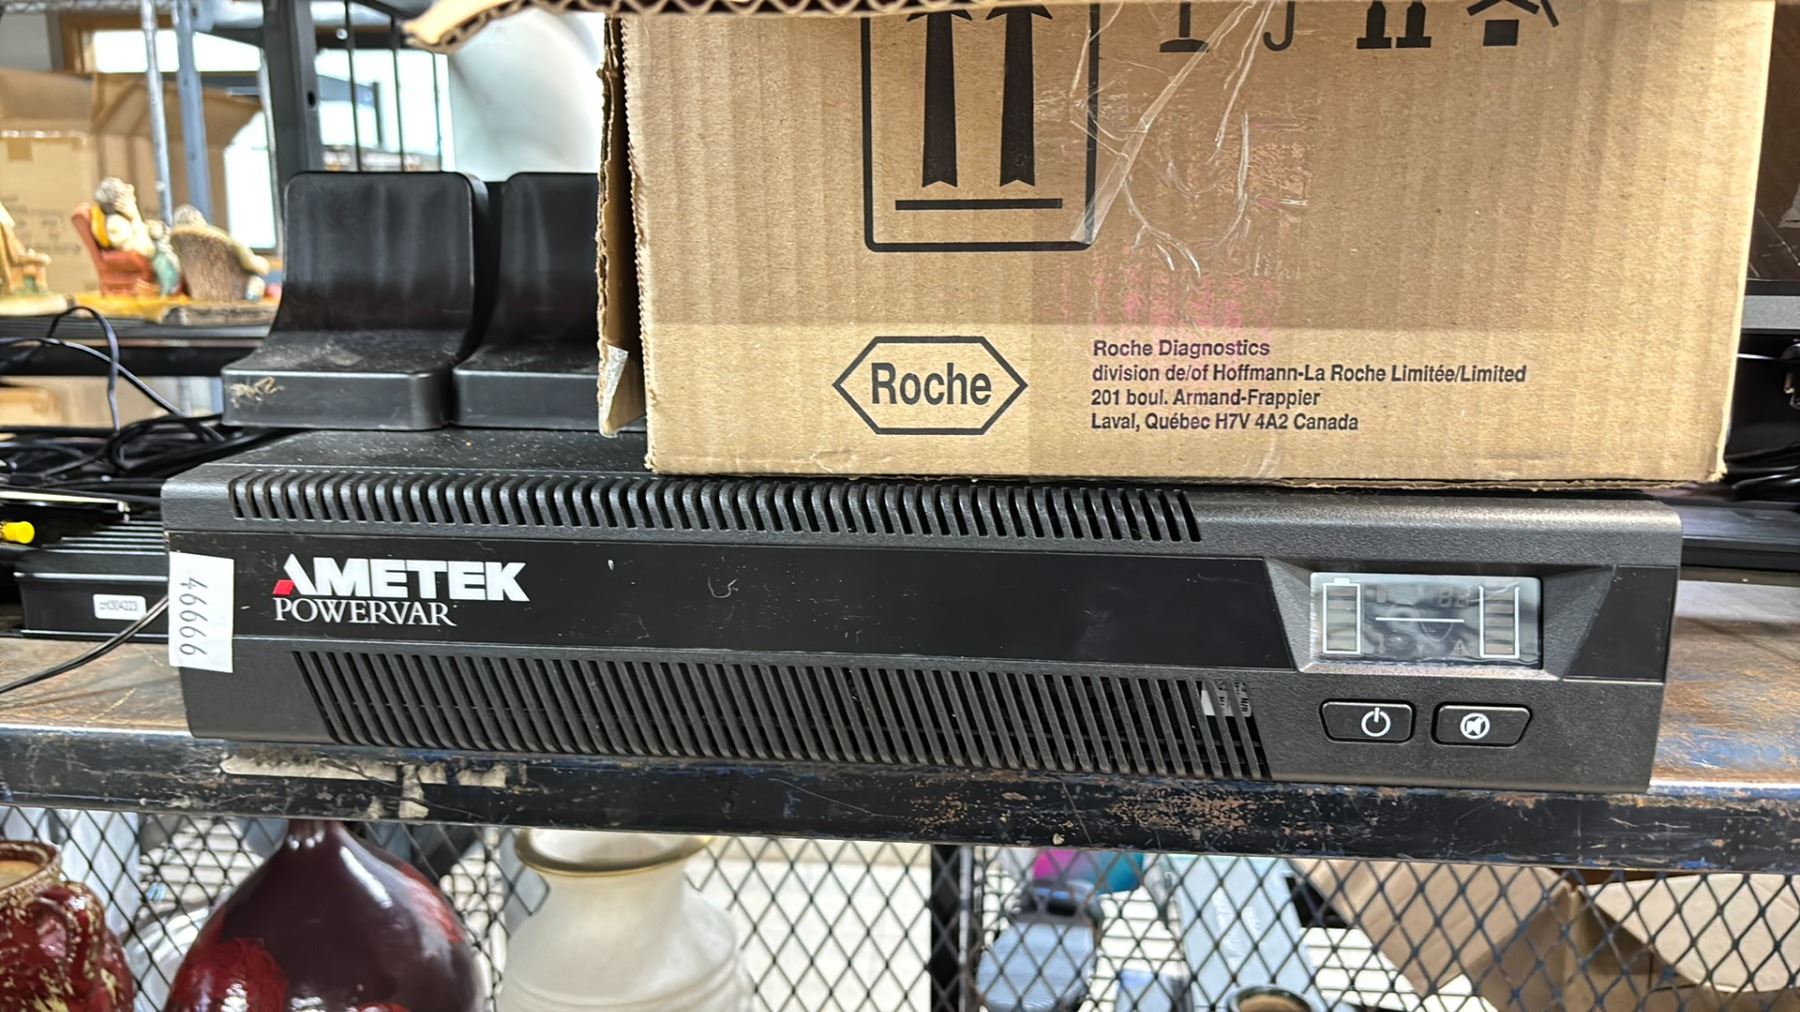 Roche
Roche Diagnostics
division de/of Hoffmann-La Roche Limitée/Limited
201 boul. Armand-Frappier
Laval, Québec H7V 4A2 Canada
AMETEK
POWERVAR
46666